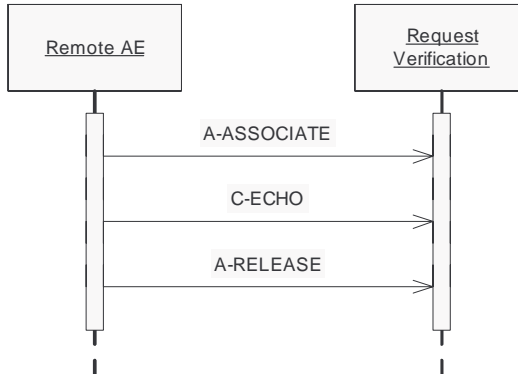 Remote AE
Request
Verification
A-ASSOCIATE
C-ECHO
A-RELEASE